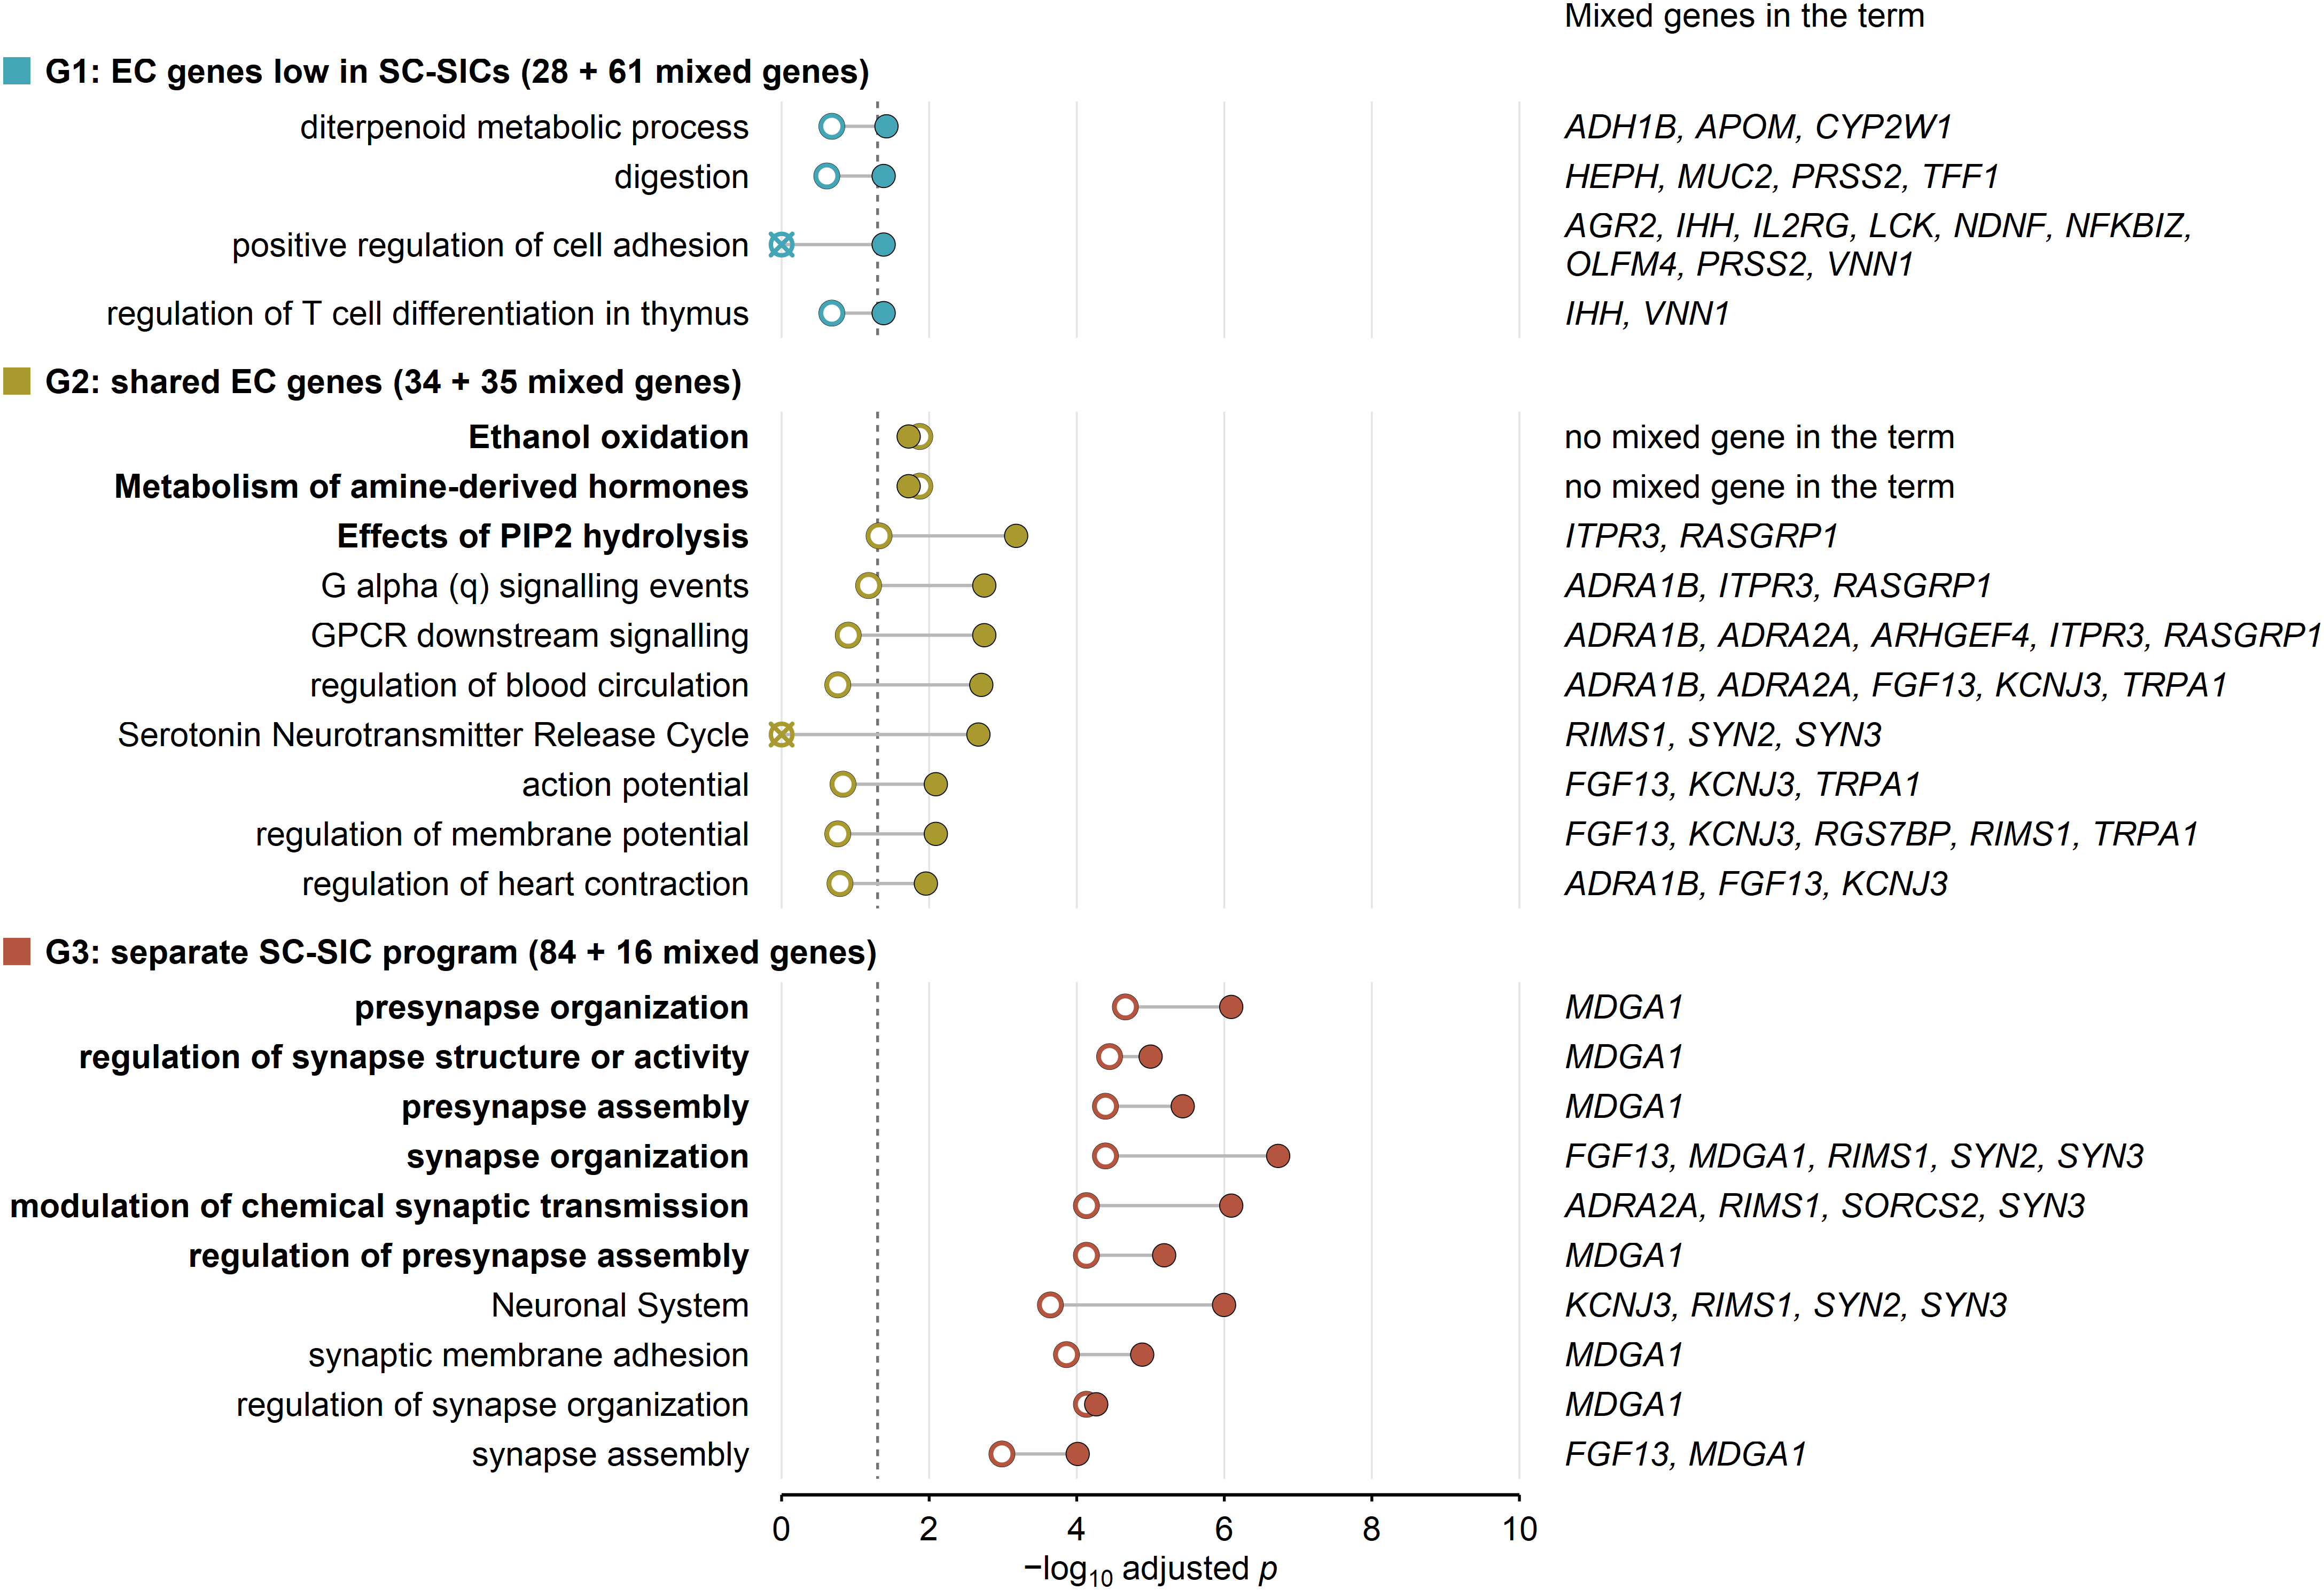 Mixed genes in the term
G1: EC genes low in SC-SICs (28 + 61 mixed genes)
diterpenoid metabolic process ADH1B, APOM, CYP2W1
digestion HEPH, MUC2, PRSS2, TFF1
positive regulation of cell adhesion AGR2, IHH, IL2RG, LCK, NDNF, NFKBIZ,
OLFM4, PRSS2, VNN1
regulation of T cell differentiation in thymus IHH, VNN1
G2: shared EC genes (34 + 35 mixed genes)
Ethanol oxidation no mixed gene in the term
Metabolism of amine-derived hormones no mixed gene in the term
Effects of PIP2 hydrolysis ITPR3, RASGRP1
G alpha (q) signalling events ADRA1B, ITPR3, RASGRP1
GPCR downstream signalling ADRA1B, ADRA2A, ARHGEF4, ITPR3, RASGRP1
regulation of blood circulation ADRA1B, ADRA2A, FGF13, KCNJ3, TRPA1
Serotonin Neurotransmitter Release Cycle RIMS1, SYN2, SYN3
action potential FGF13, KCNJ3, TRPA1
regulation of membrane potential FGF13, KCNJ3, RGS7BP, RIMS1, TRPA1
regulation of heart contraction ADRA1B, FGF13, KCNJ3
G3: separate SC-SIC program (84 + 16 mixed genes)
presynapse organization MDGA1
regulation of synapse structure or activity MDGA1
presynapse assembly MDGA1
synapse organization FGF13, MDGA1, RIMS1, SYN2, SYN3
modulation of chemical synaptic transmission ADRA2A, RIMS1, SORCS2, SYN3
regulation of presynapse assembly MDGA1
Neuronal System KCNJ3, RIMS1, SYN2, SYN3
synaptic membrane adhesion MDGA1
regulation of synapse organization MDGA1
synapse assembly FGF13, MDGA1
0 2 4 6 8 10
−log10 adjusted p